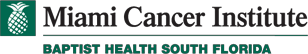 Miami Cancer Institute
BAPTIST HEALTH SOUTH FLORIDA